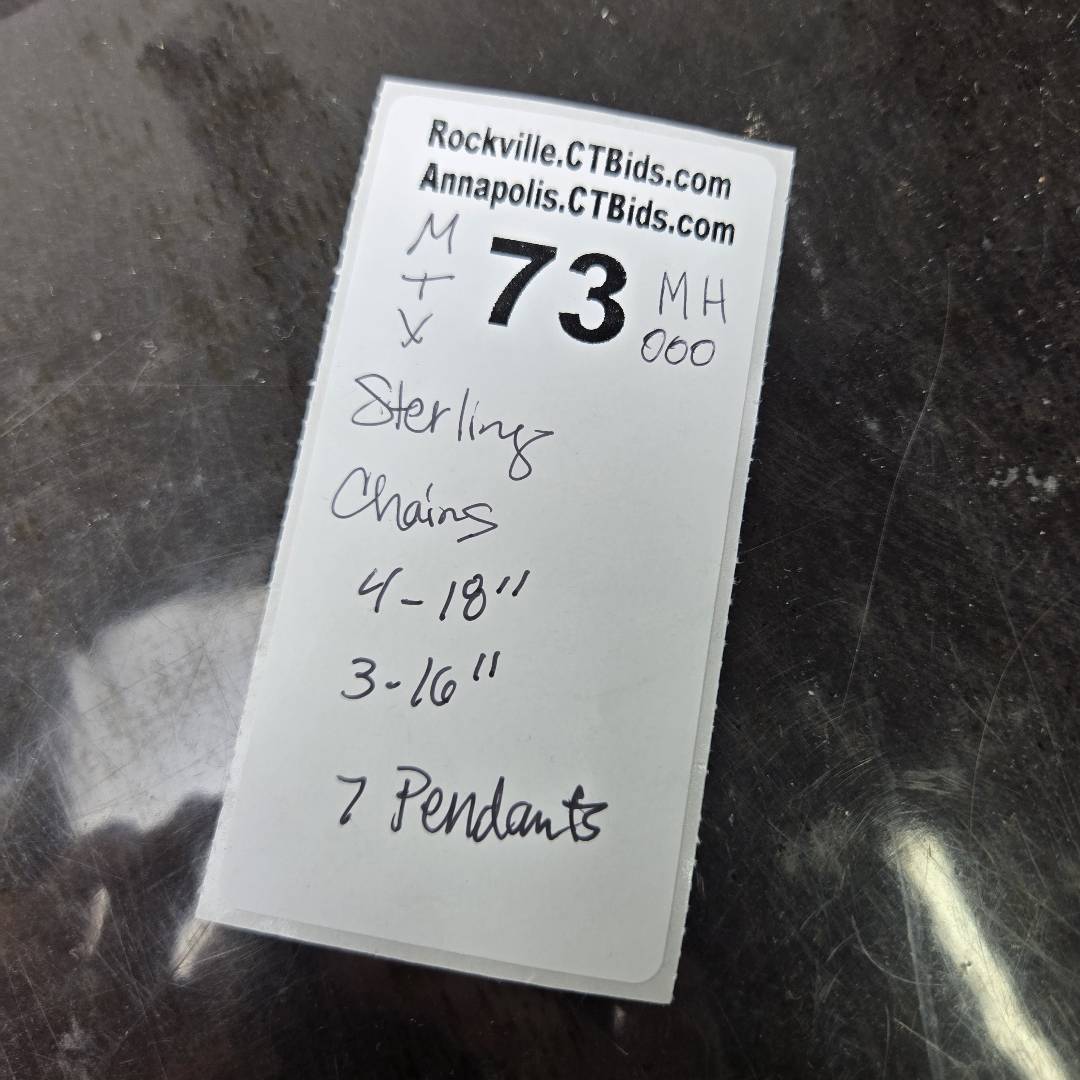 Rockville.CTBids.com
Annapolis.CTBids.com
M + X
73
MH
000
Sterling
Chains
4-18"
3-16"
7 Pendants